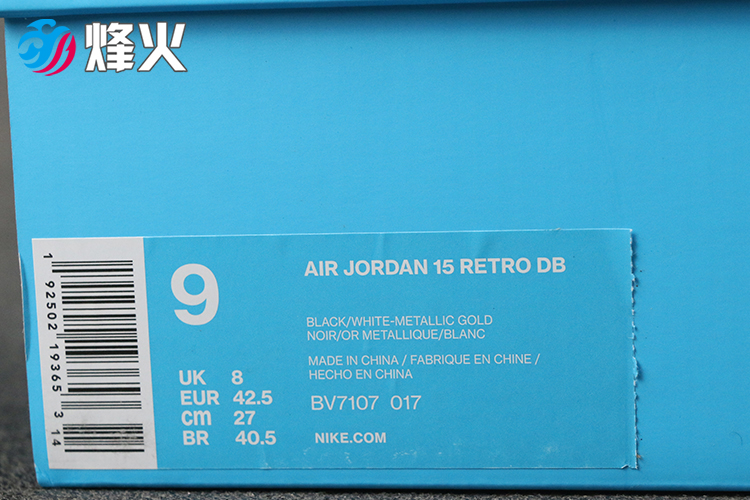 烽火
AIR JORDAN 15 RETRO DB
9
BLACK/WHITE-METALLIC GOLD
NOIR/OR METALLIQUE/BLANC
MADE IN CHINA / FABRIQUE EN CHINE /
HECHO EN CHINA
UK 8
EUR 42.5
cm 27
BR 40.5
BV7107 017
NIKE.COM
1 92502 19365 3 14